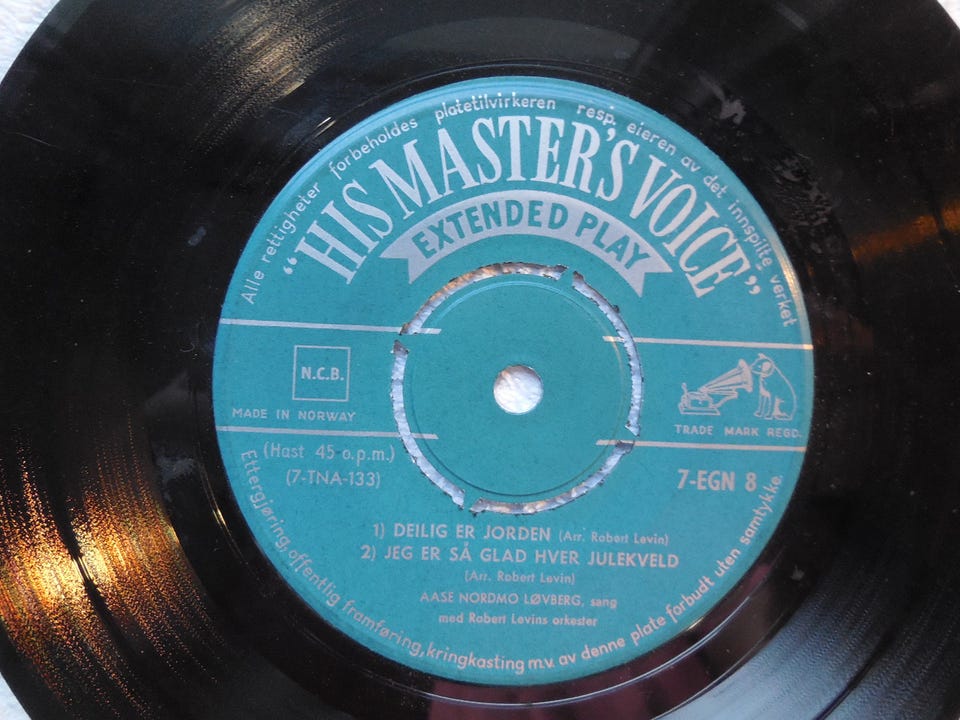 Alle rettigheter forbeholdes platetilvirkeren resp. eieren av det innspilte verket
"HIS MASTER'S VOICE"
EXTENDED PLAY
N.C.B.
MADE IN NORWAY
TRADE MARK REGD.
(Hast 45 o.p.m.)
(7-TNA-133)
7-EGN 8
1) DEILIG ER JORDEN (Arr. Robert Levin)
2) JEG ER SÅ GLAD HVER JULEKVELD
(Arr. Robert Levin)
AASE NORDMO LØVBERG, sang
med Robert Levins orkester
Ettergjøring, offentlig framføring, kringkasting m.v. av denne plate forbudt uten samtykke.